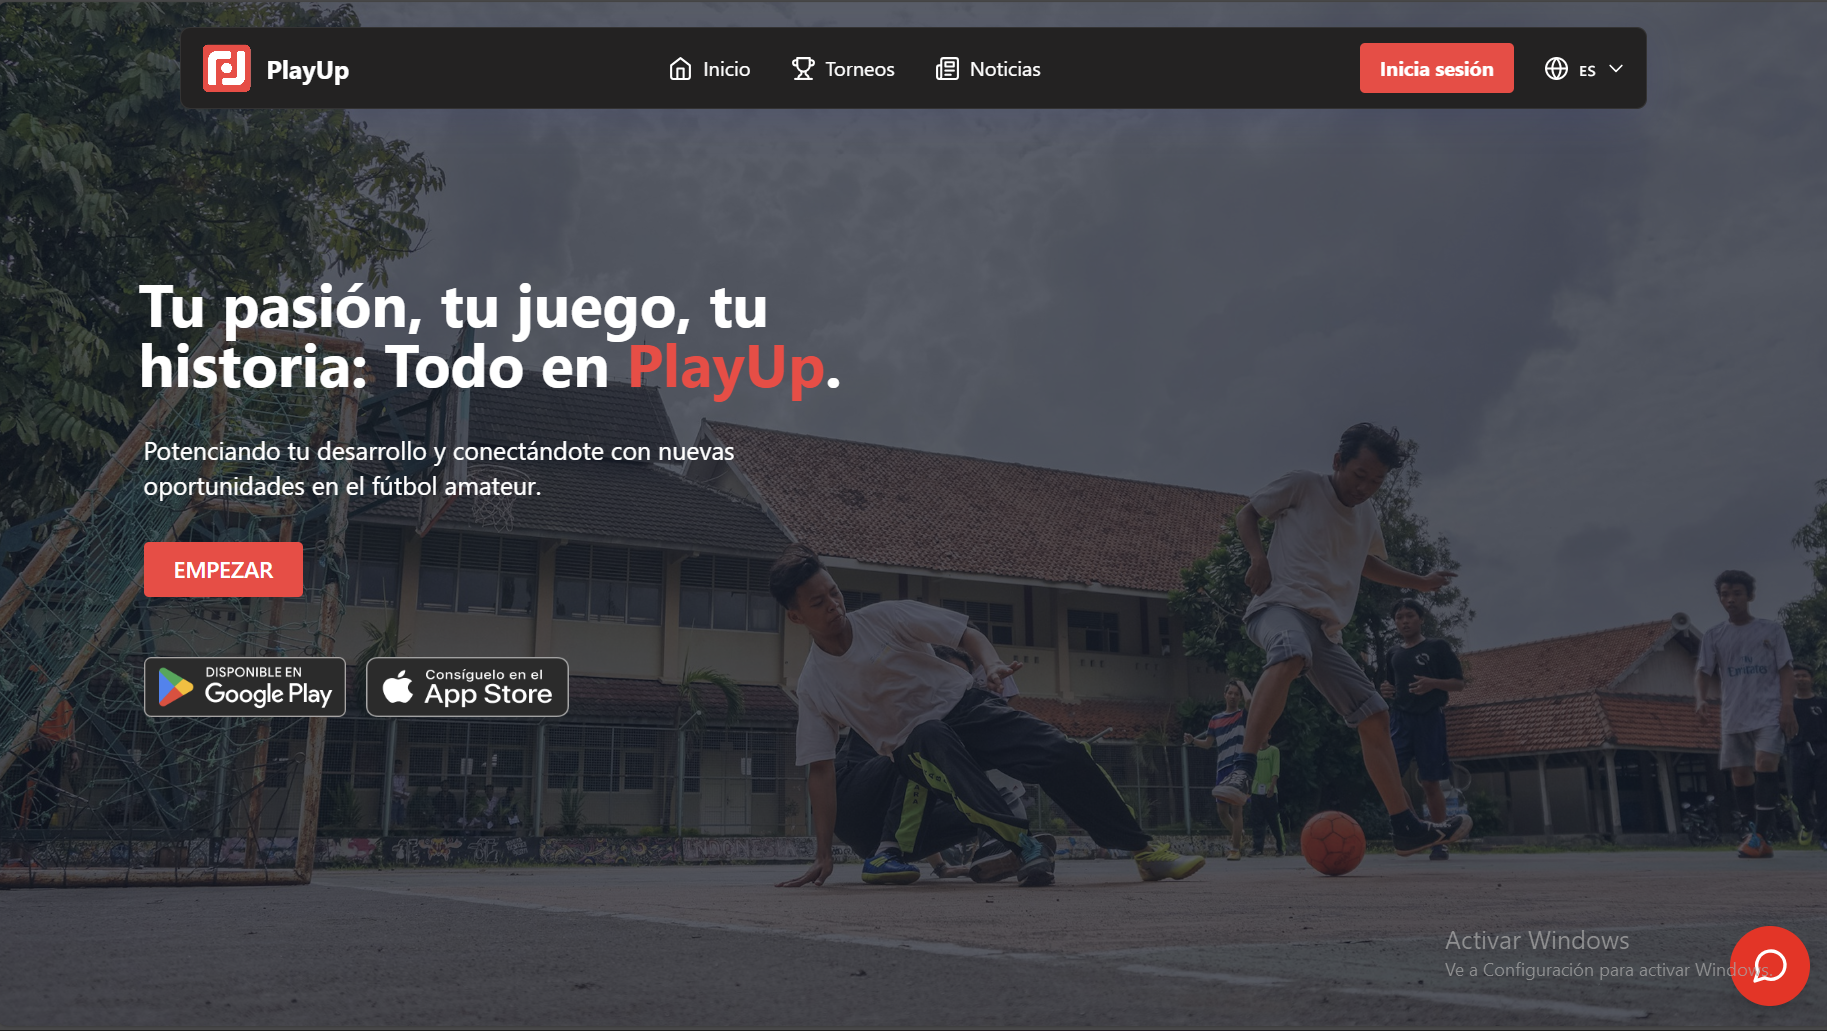 PlayUp
Inicio
Torneos
Noticias
Inicia sesión
ES
Tu pasión, tu juego, tu
historia: Todo en PlayUp.
Potenciando tu desarrollo y conectándote con nuevas
oportunidades en el fútbol amateur.
EMPEZAR
DISPONIBLE EN
Google Play
Consíguelo en el
App Store
Activar Windows
Ve a Configuración para activar Windows.